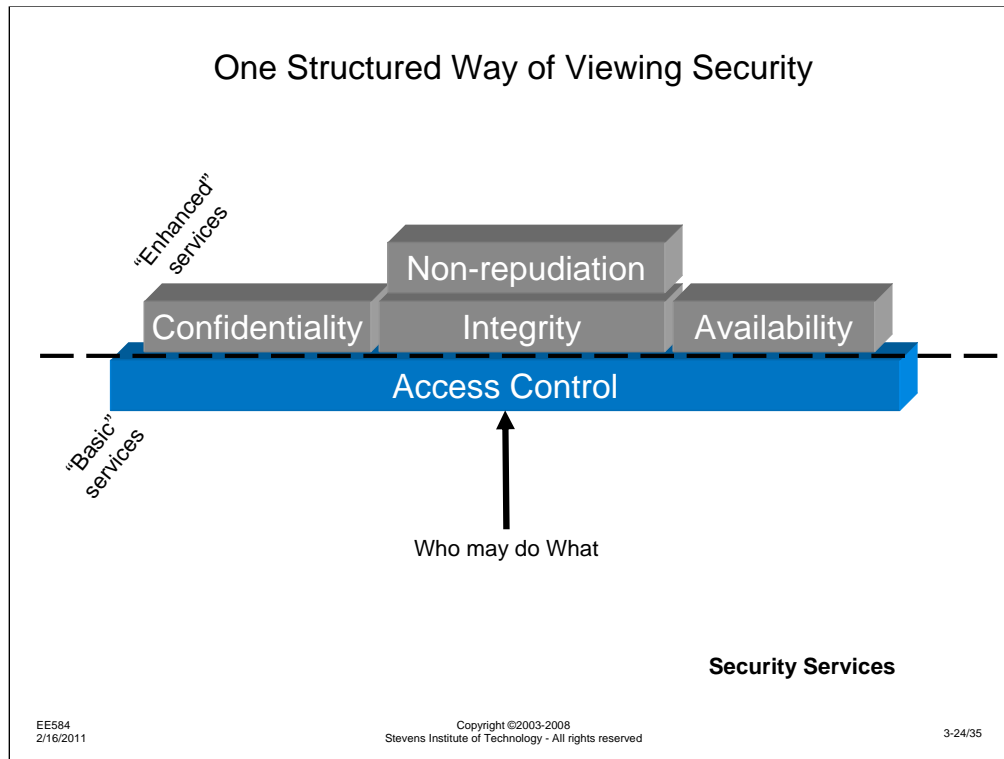 One Structured Way of Viewing Security
“Enhanced”
services
Non-repudiation
Confidentiality
Integrity
Availability
Access Control
“Basic”
services
Who may do What
Security Services
EE584
2/16/2011
Copyright ©2003-2008
Stevens Institute of Technology - All rights reserved
3-24/35